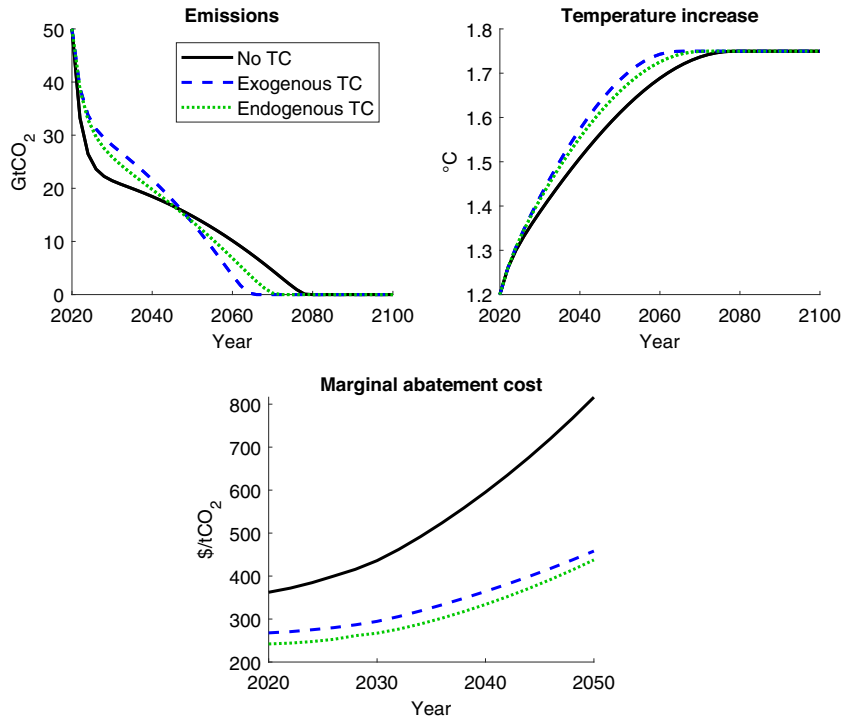 Emissions
50
40
30
20
10
0
GtCO2
2020 2040 2060 2080 2100
Year
No TC
Exogenous TC
Endogenous TC
Temperature increase
1.8
1.7
1.6
1.5
1.4
1.3
1.2
°C
2020 2040 2060 2080 2100
Year
Marginal abatement cost
800
700
600
500
400
300
200
$/tCO2
2020 2030 2040 2050
Year